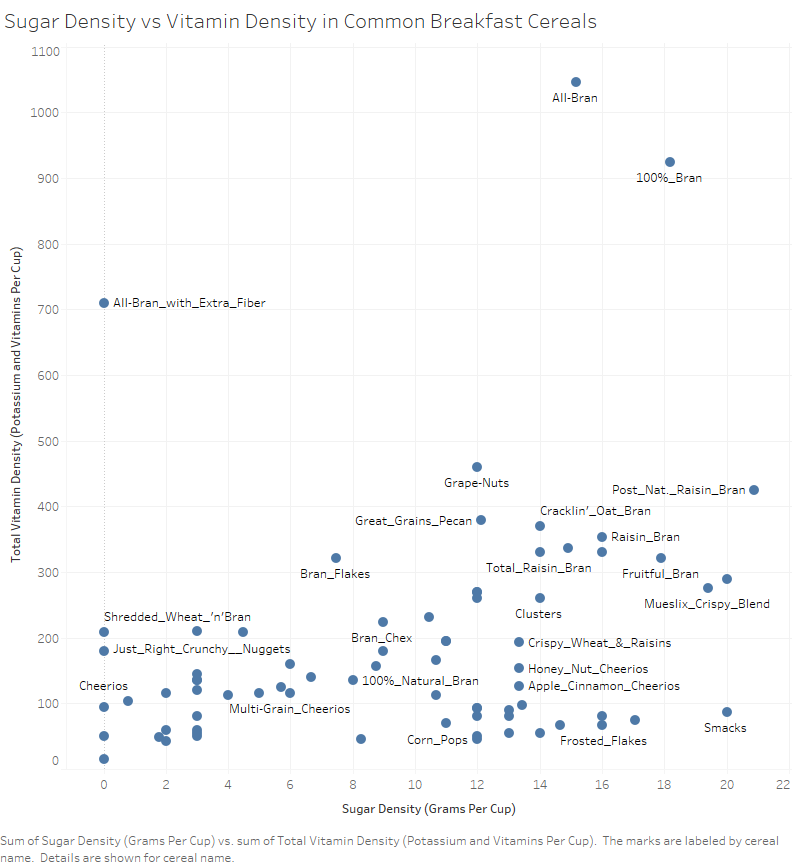 Sugar Density vs Vitamin Density in Common Breakfast Cereals
1100
All-Bran
1000
100%_Bran
900
800
All-Bran_with_Extra_Fiber
700
600
500
Grape-Nuts
Post_Nat._Raisin_Bran
400
Cracklin'_Oat_Bran
Great_Grains_Pecan
Raisin_Bran
Total_Raisin_Bran
300
Bran_Flakes
Fruitful_Bran
Mueslix_Crispy_Blend
Clusters
Shredded_Wheat_'n'Bran
200
Bran_Chex
Crispy_Wheat_&_Raisins
Just_Right_Crunchy__Nuggets
Honey_Nut_Cheerios
Cheerios
100%_Natural_Bran
Apple_Cinnamon_Cheerios
100
Multi-Grain_Cheerios
Smacks
Corn_Pops
Frosted_Flakes
0
Total Vitamin Density (Potassium and Vitamins Per Cup)
0 2 4 6 8 10 12 14 16 18 20 22
Sugar Density (Grams Per Cup)
Sum of Sugar Density (Grams Per Cup) vs. sum of Total Vitamin Density (Potassium and Vitamins Per Cup). The marks are labeled by cereal
name. Details are shown for cereal name.